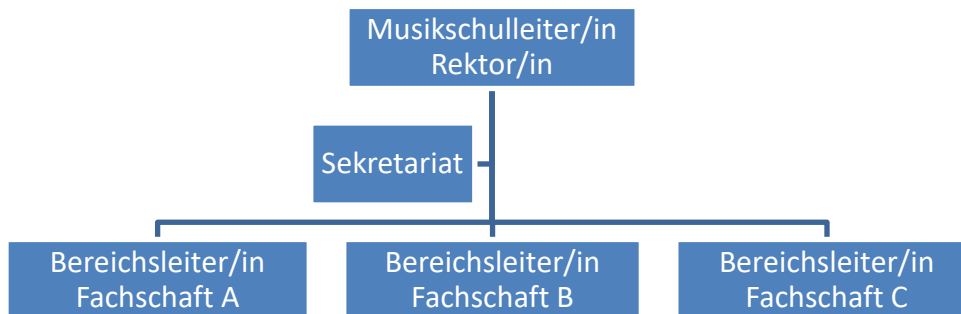 Musikschulleiter/in
Rektor/in
Sekretariat
Bereichsleiter/in
Fachschaft A
Bereichsleiter/in
Fachschaft B
Bereichsleiter/in
Fachschaft C